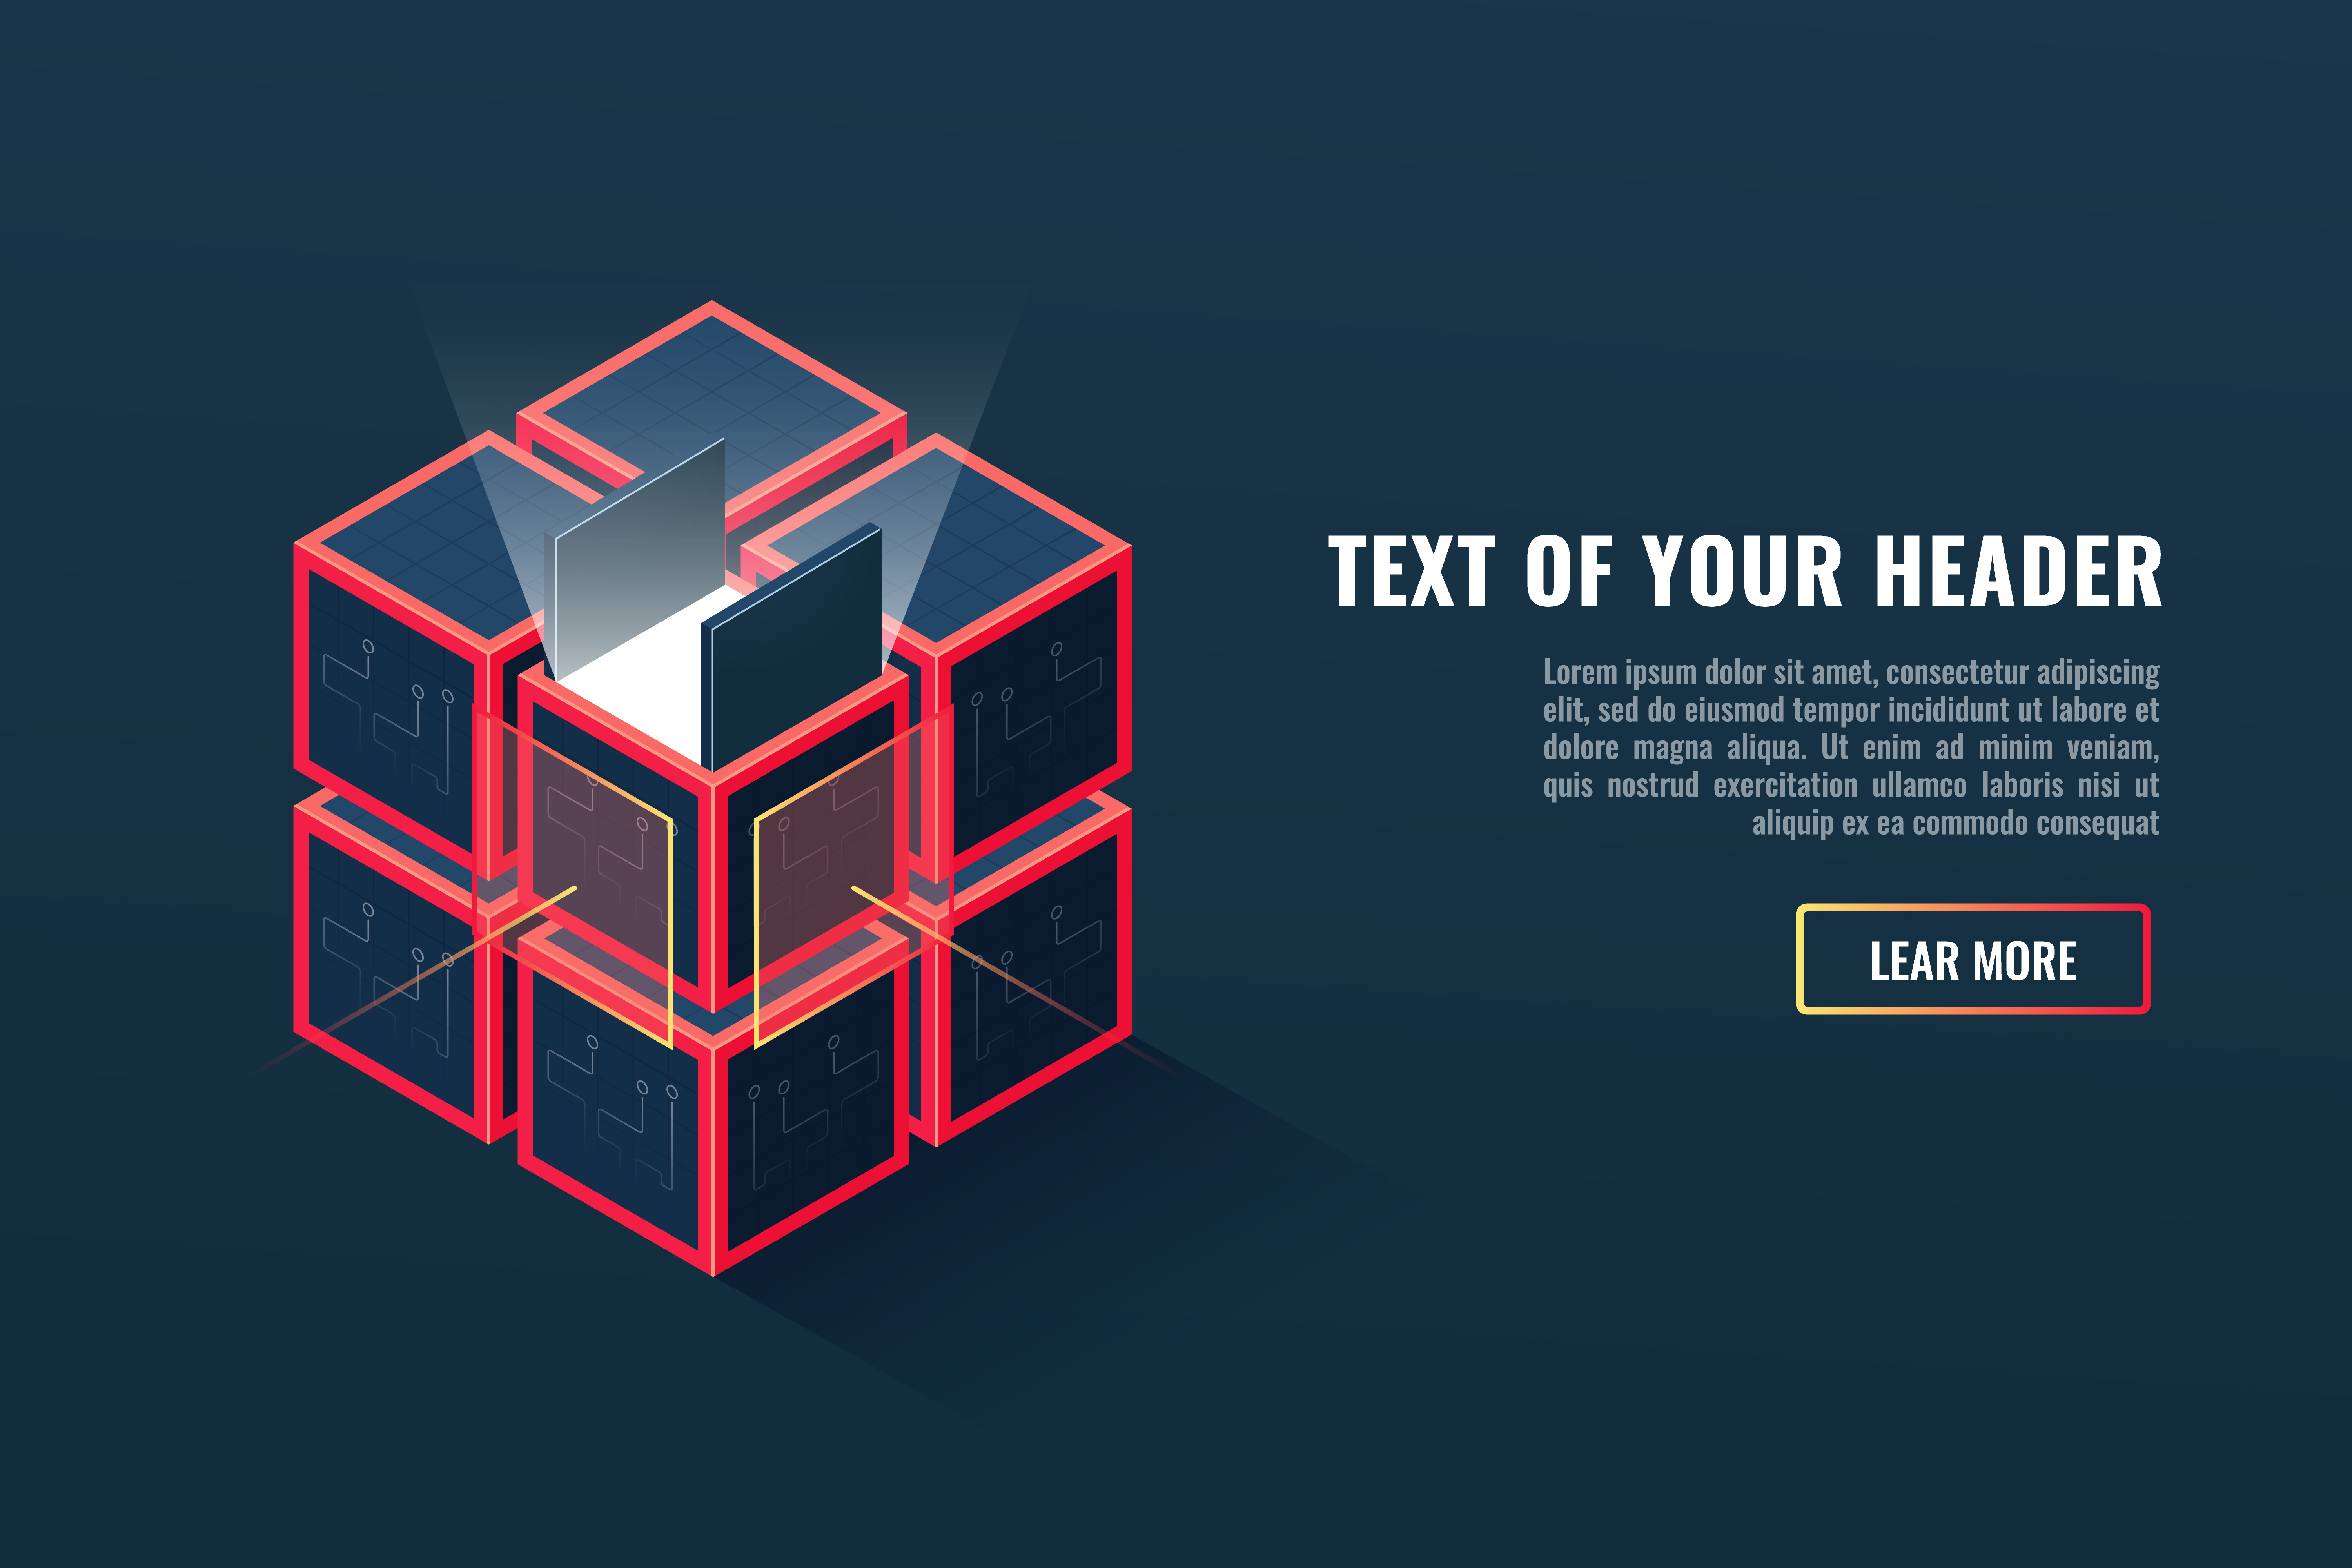 TEXT OF YOUR HEADER
Lorem ipsum dolor sit amet, consectetur adipiscing
elit, sed do eiusmod tempor incididunt ut labore et
dolore magna aliqua. Ut enim ad minim veniam,
quis nostrud exercitation ullamco laboris nisi ut
aliquip ex ea commodo consequat
LEAR MORE